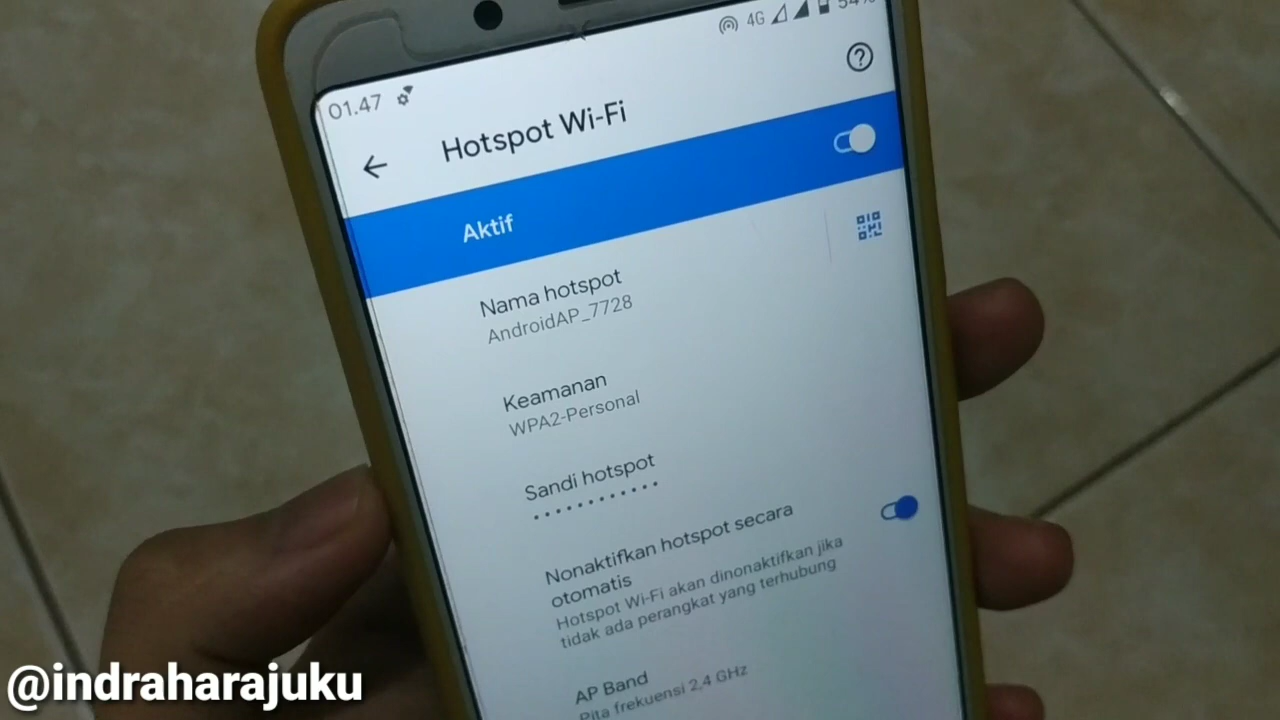 01.47
4G
54%
Hotspot Wi-Fi
Aktif
Nama hotspot
AndroidAP_7728
Keamanan
WPA2-Personal
Sandi hotspot
............
Nonaktifkan hotspot secara
otomatis
Hotspot Wi-Fi akan dinonaktifkan jika
tidak ada perangkat yang terhubung
AP Band
Pita frekuensi 2,4 GHz
@indraharajuku